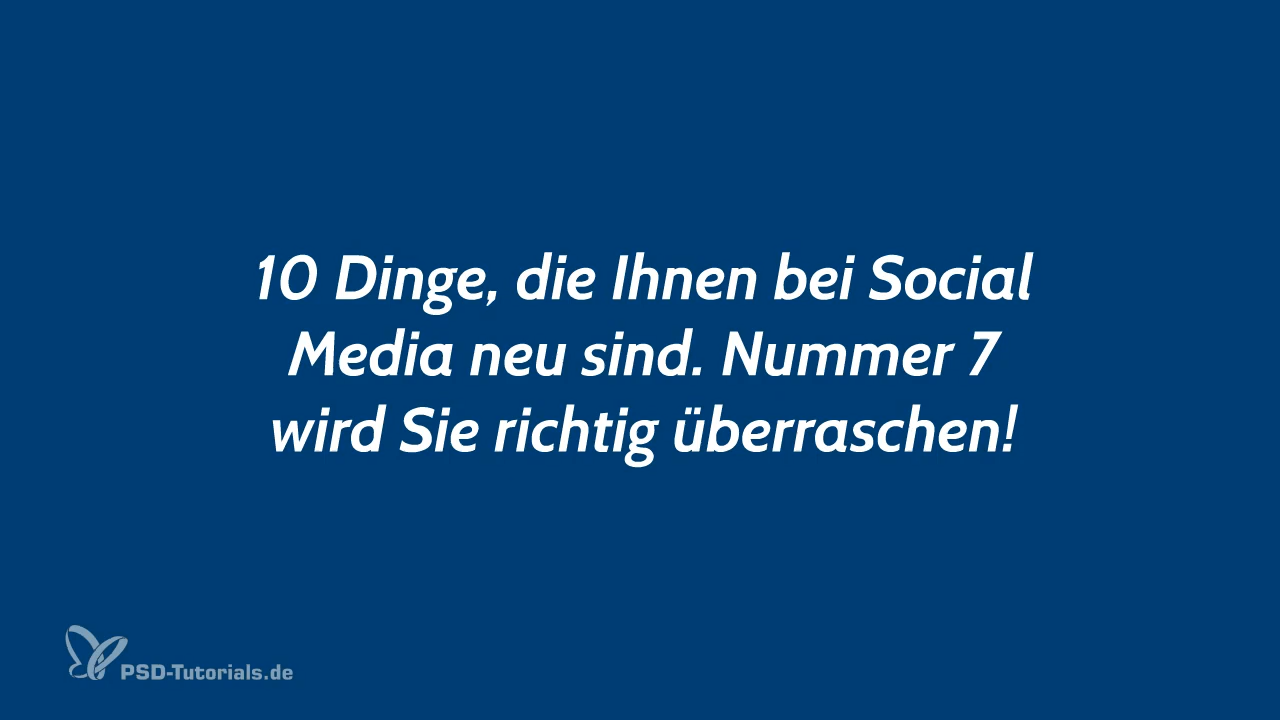 10 Dinge, die Ihnen bei Social
Media neu sind. Nummer 7
wird Sie richtig überraschen!
PSD-Tutorials.de